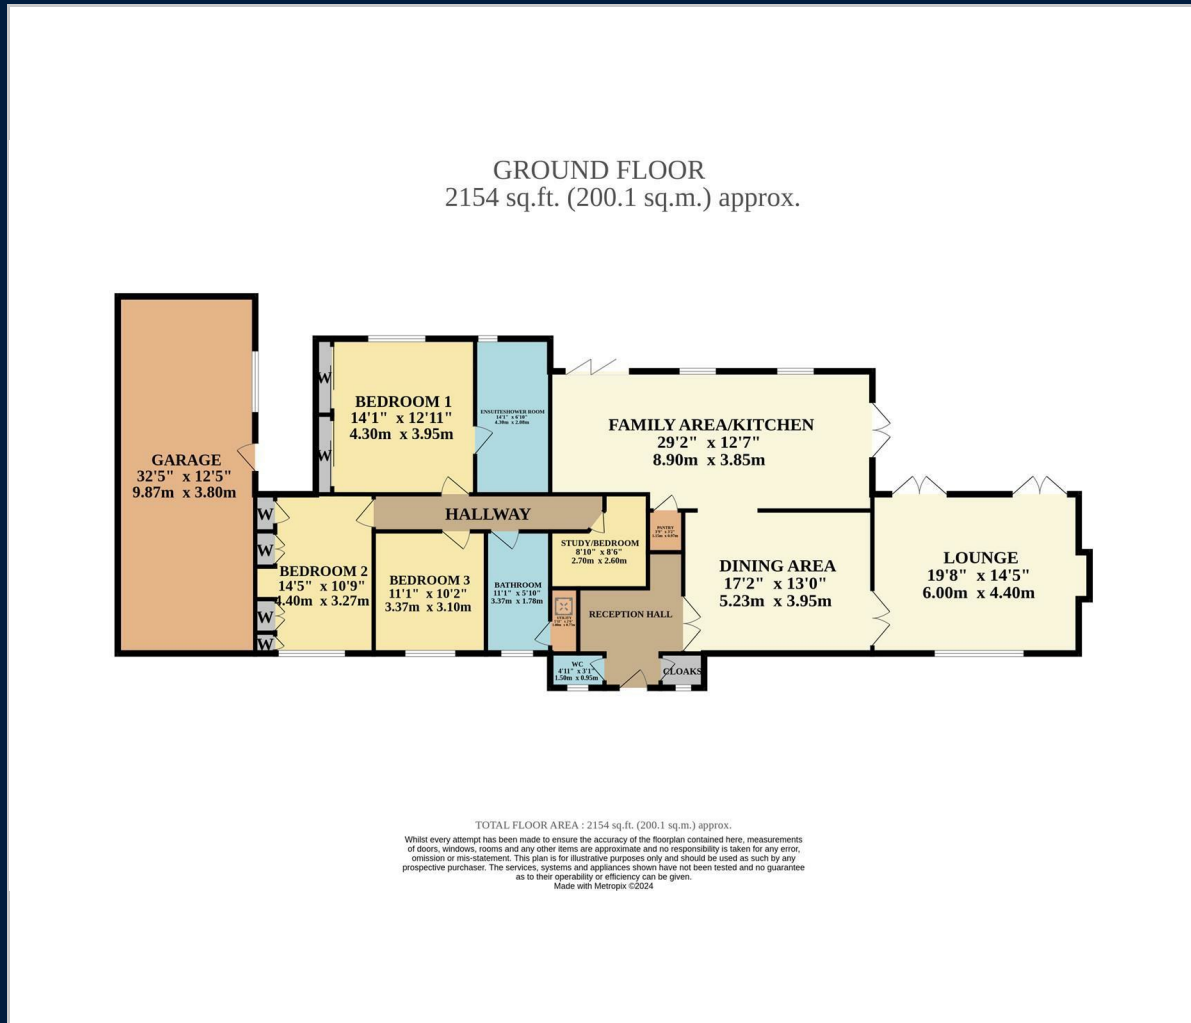 GROUND FLOOR
2154 sq.ft. (200.1 sq.m.) approx.
GARAGE
32'5" x 12'5"
9.87m x 3.80m
W
W
BEDROOM 1
14'1" x 12'11"
4.30m x 3.95m
ENSUITE/SHOWER ROOM
14'1" x 6'10"
4.30m x 2.08m
FAMILY AREA/KITCHEN
29'2" x 12'7"
8.90m x 3.85m
HALLWAY
W
W
W
W
BEDROOM 2
14'5" x 10'9"
4.40m x 3.27m
BEDROOM 3
11'1" x 10'2"
3.37m x 3.10m
BATHROOM
11'1" x 5'10"
3.37m x 1.78m
STUDY/BEDROOM
8'10" x 8'6"
2.70m x 2.60m
PANTRY
DINING AREA
17'2" x 13'0"
5.23m x 3.95m
LOUNGE
19'8" x 14'5"
6.00m x 4.40m
RECEPTION HALL
WC
4'11" x 3'1"
1.50m x 0.95m
CLOAKS
TOTAL FLOOR AREA : 2154 sq.ft. (200.1 sq.m.) approx.
Whilst every attempt has been made to ensure the accuracy of the floorplan contained here, measurements
of doors, windows, rooms and any other items are approximate and no responsibility is taken for any error,
omission or mis-statement. This plan is for illustrative purposes only and should be used as such by any
prospective purchaser. The services, systems and appliances shown have not been tested and no guarantee
as to their operability or efficiency can be given.
Made with Metropix ©2024